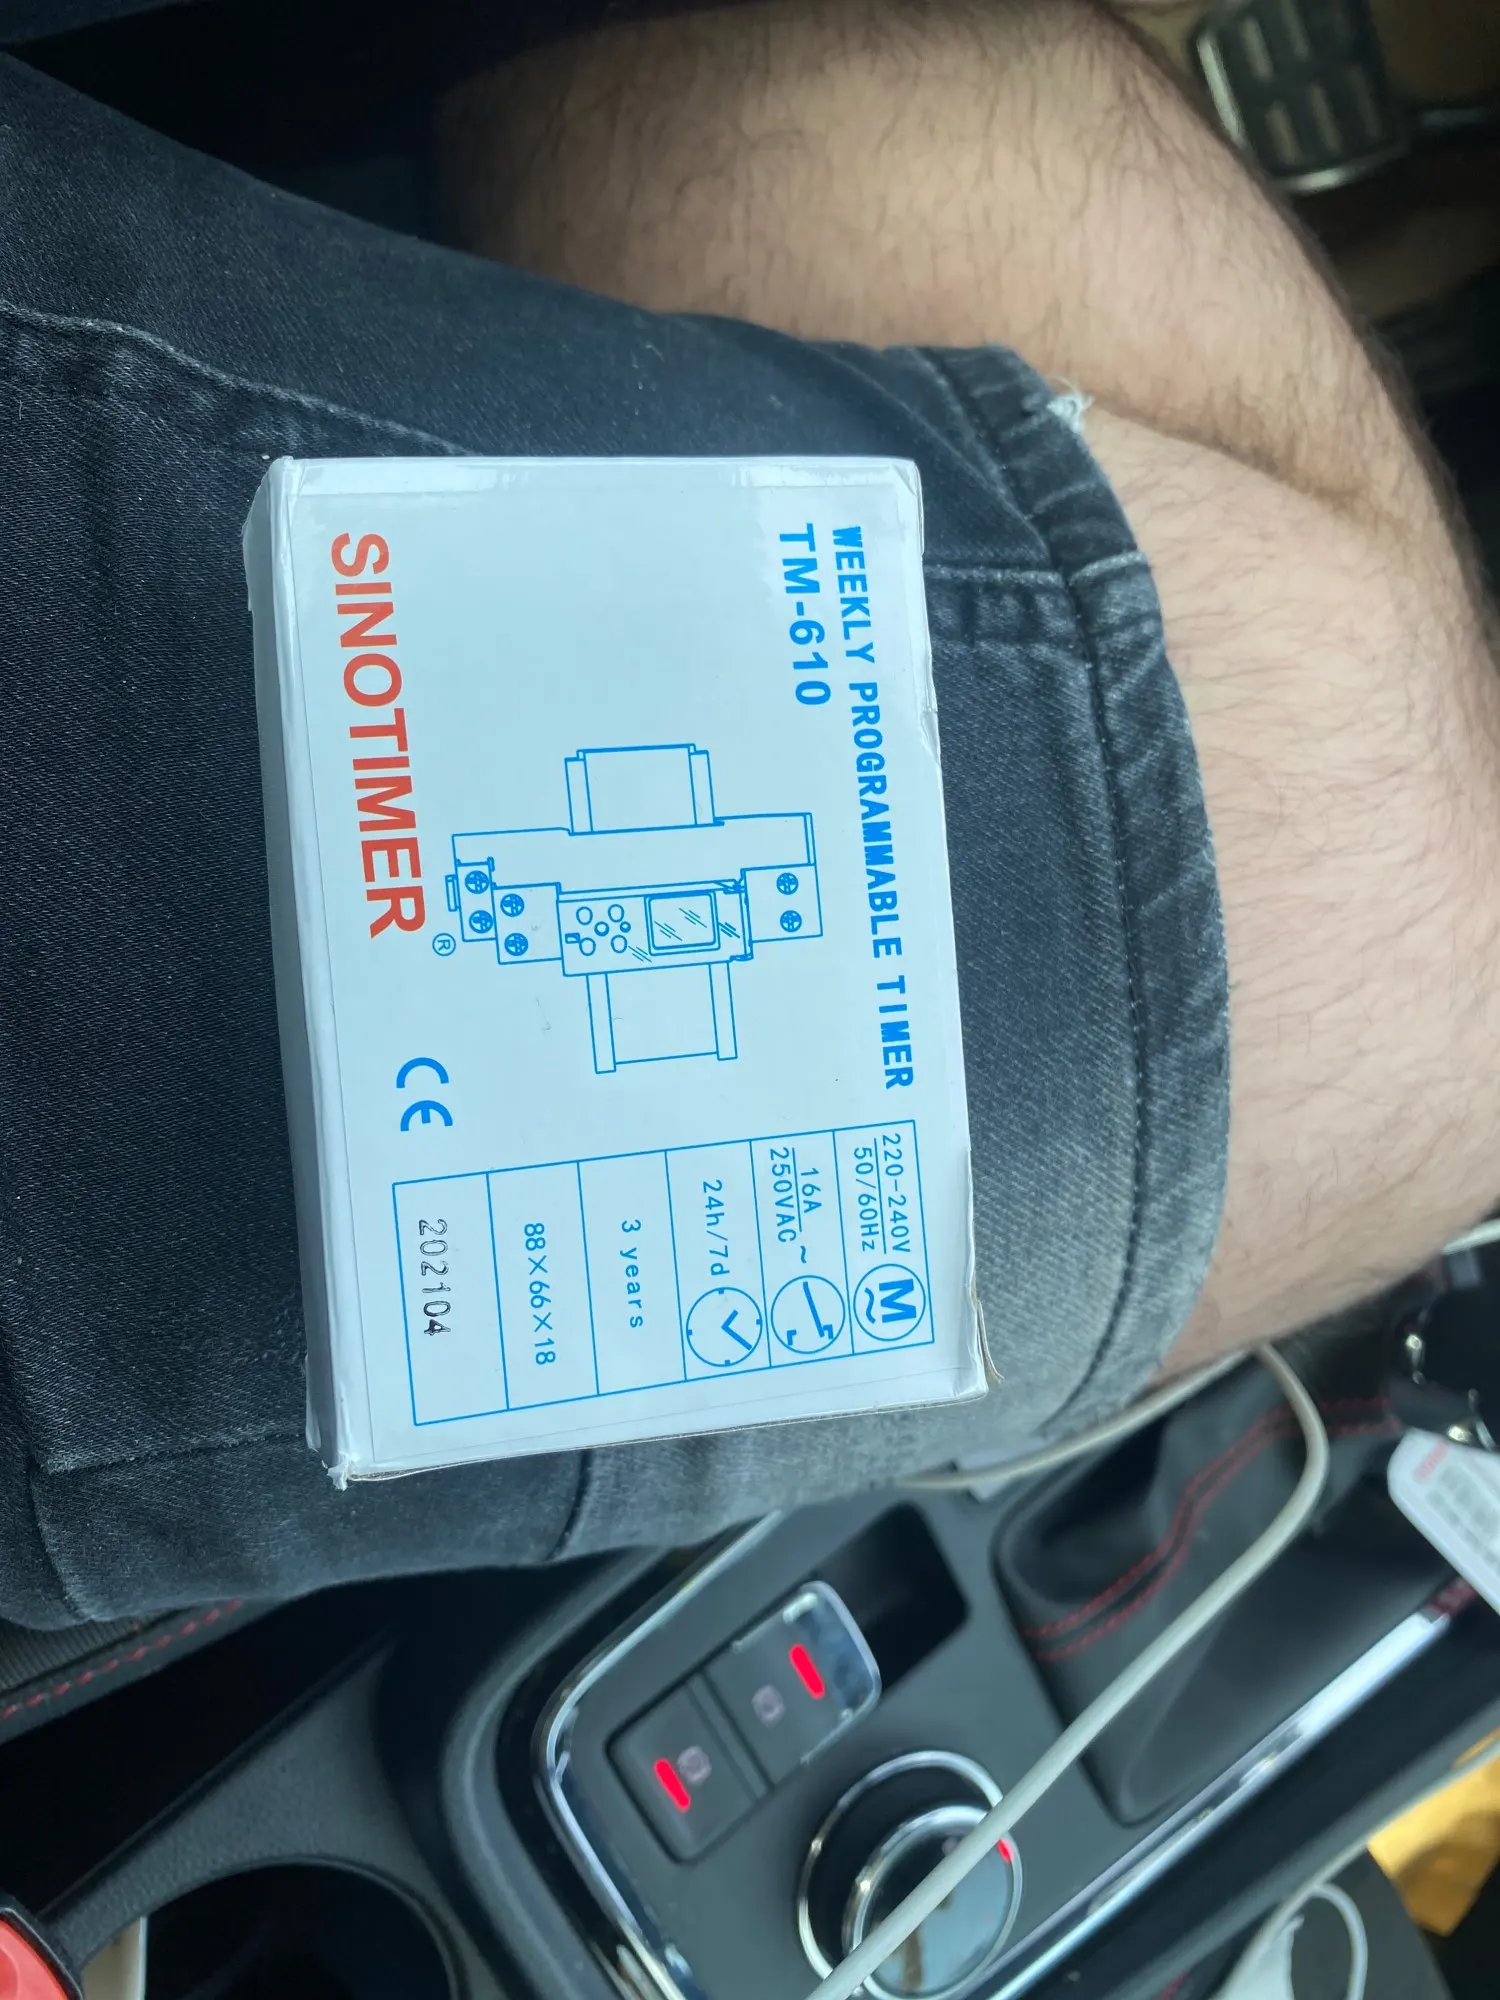 WEEKLY PROGRAMMABLE TIMER
TM-610
SINOTIMER
®
CE
220-240V
50/60Hz
M
~
16A
250VAC ~
24h/7d
3 years
88×66×18
202104